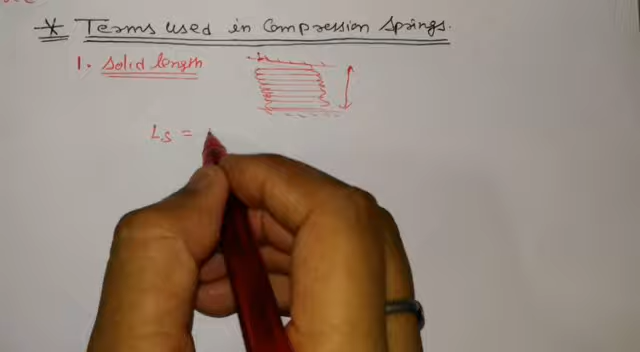 * Terms used in Compression Springs.
1. Solid length
Ls =